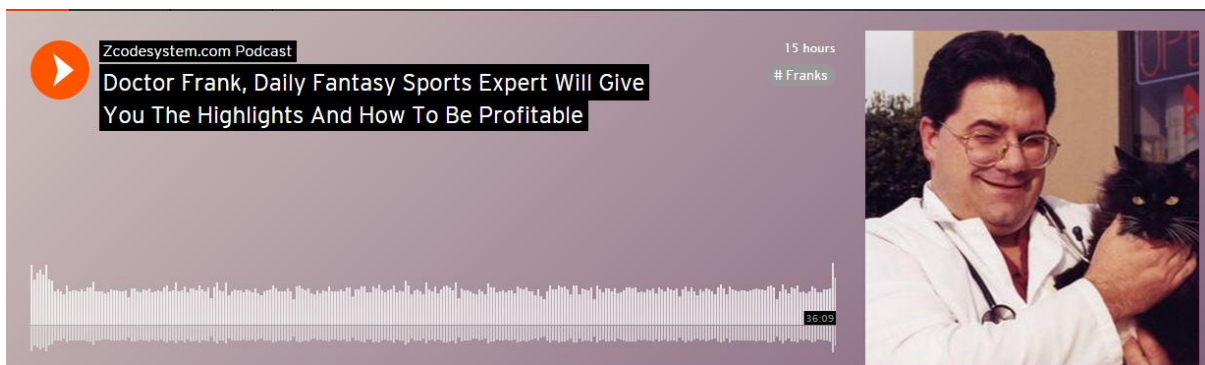 Zcodesystem.com Podcast
15 hours
Doctor Frank, Daily Fantasy Sports Expert Will Give
# Franks
You The Highlights And How To Be Profitable
36:09
OPE